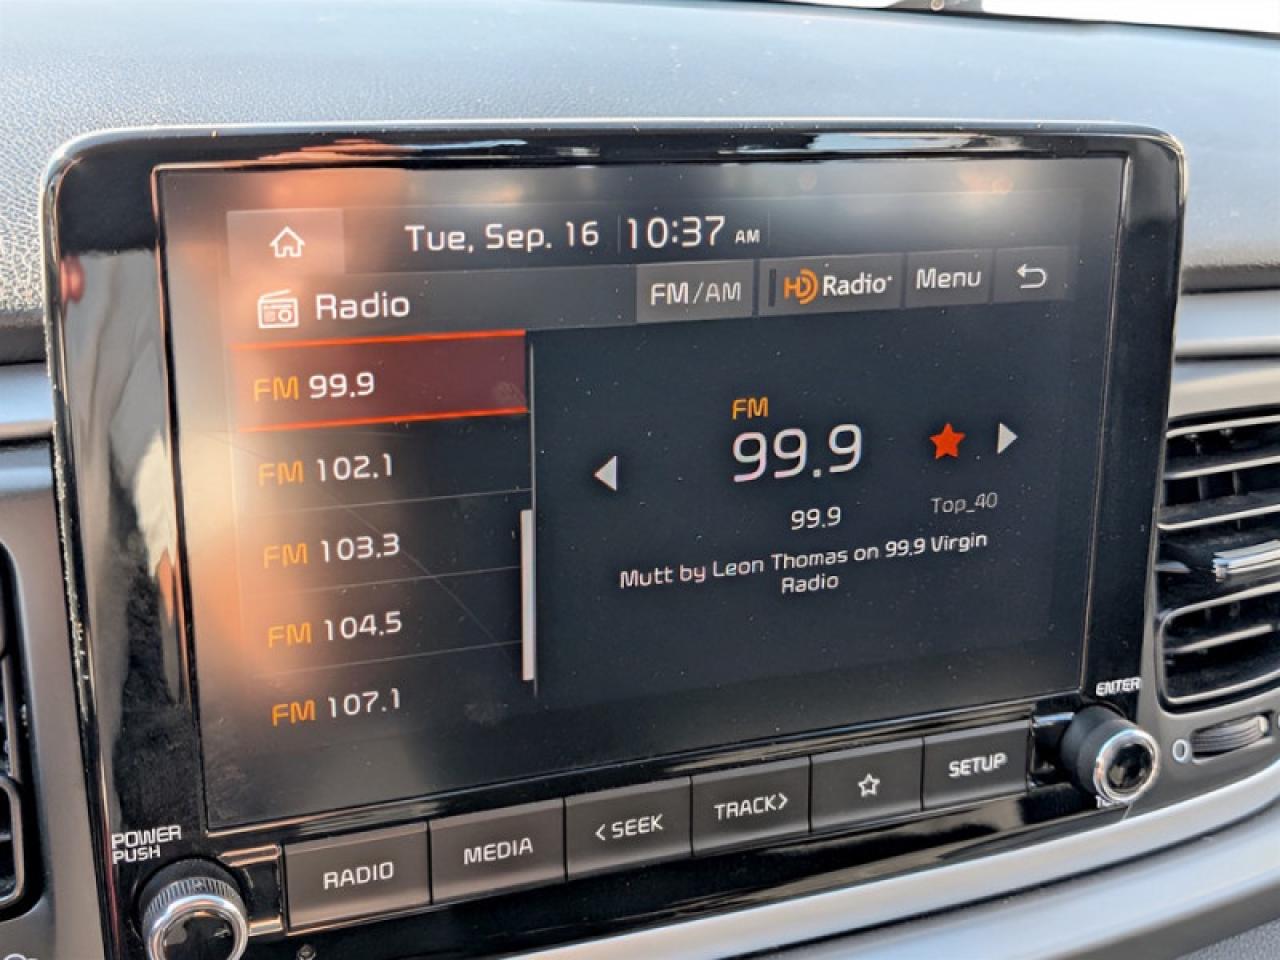 Tue, Sep. 16 10:37 AM
Radio FM/AM HD Radio Menu
FM 99.9
FM 102.1
FM 103.3
FM 104.5
FM 107.1
FM
99.9
99.9 Top_40
Mutt by Leon Thomas on 99.9 Virgin
Radio
ENTER
POWER
PUSH
RADIO MEDIA < SEEK TRACK > SETUP